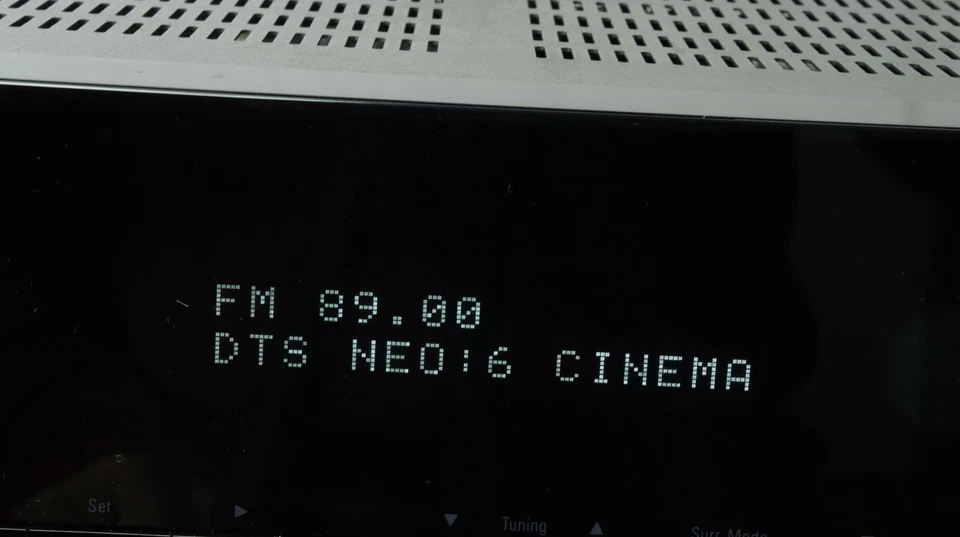 FM 89.00
DTS NEO:6 CINEMA
Set ▶ ▼ Tuning ▲ Surr Mode